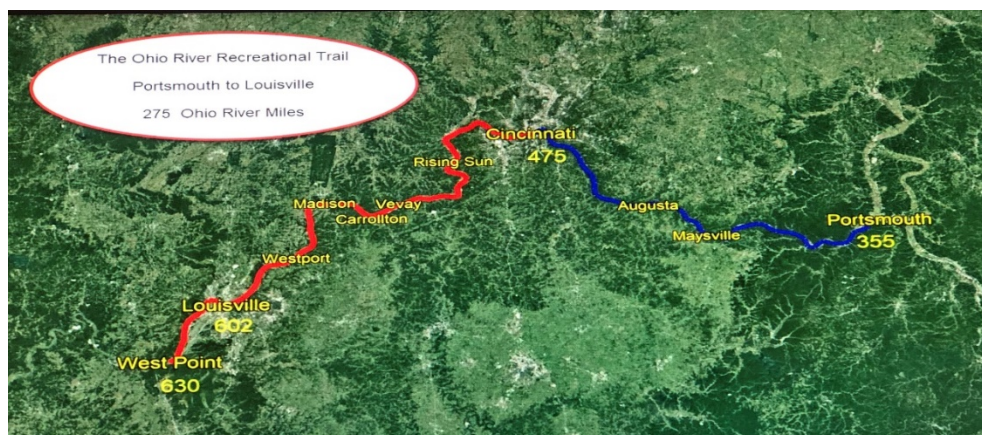 The Ohio River Recreational Trail
Portsmouth to Louisville
275 Ohio River Miles
Cincinnati
475
Rising Sun
Madison
Vevay
Carrollton
Augusta
Maysville
Portsmouth
355
Westport
Louisville
602
West Point
630